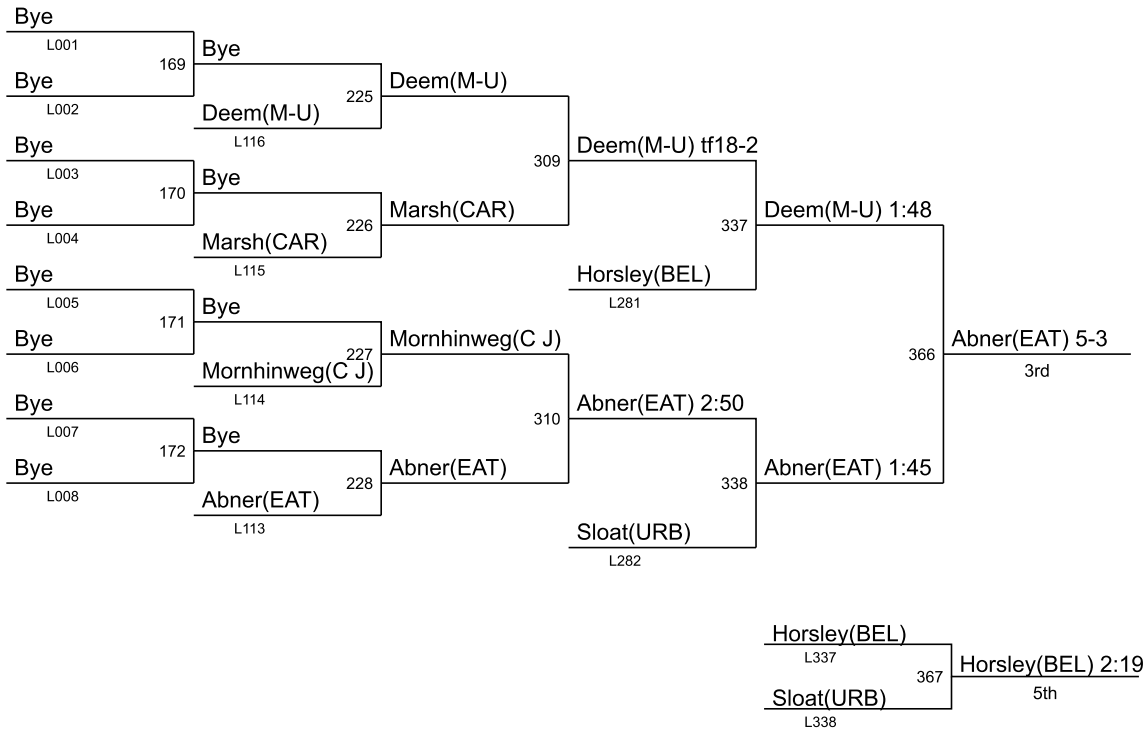 Bye
L001
169
Bye
Bye
L002
225
Deem(M-U)
Deem(M-U)
L116
Bye
L003
309
Deem(M-U) tf18-2
170
Bye
Bye
L004
226
Marsh(CAR)
Marsh(CAR)
L115
337
Deem(M-U) 1:48
Horsley(BEL)
L281
Bye
L005
171
Bye
Bye
L006
227
Mornhinweg(C J)
Mornhinweg(C J)
L114
366
Abner(EAT) 5-3
3rd
Bye
L007
310
Abner(EAT) 2:50
172
Bye
Bye
L008
228
Abner(EAT)
Abner(EAT)
L113
338
Abner(EAT) 1:45
Sloat(URB)
L282
Horsley(BEL)
L337
367
Horsley(BEL) 2:19
5th
Sloat(URB)
L338